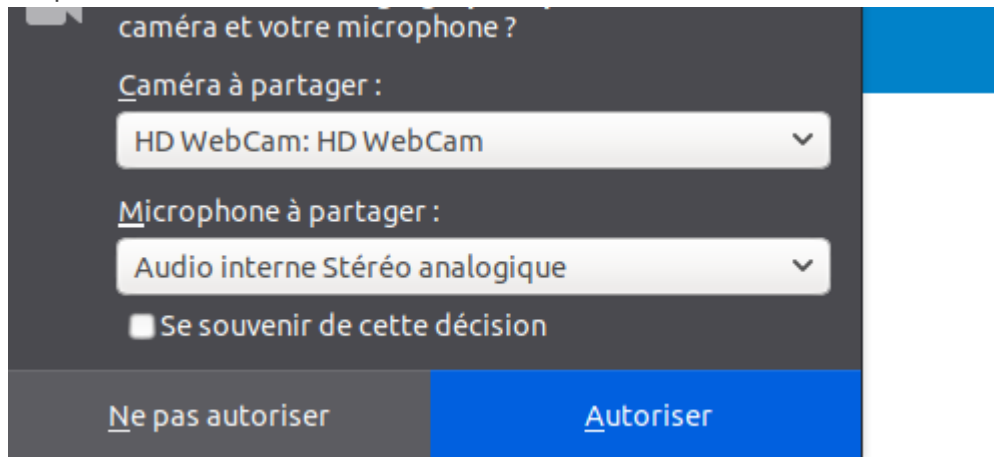 caméra et votre microphone ?
Caméra à partager :
HD WebCam: HD WebCam
Microphone à partager :
Audio interne Stéréo analogique
Se souvenir de cette décision
Ne pas autoriser
Autoriser